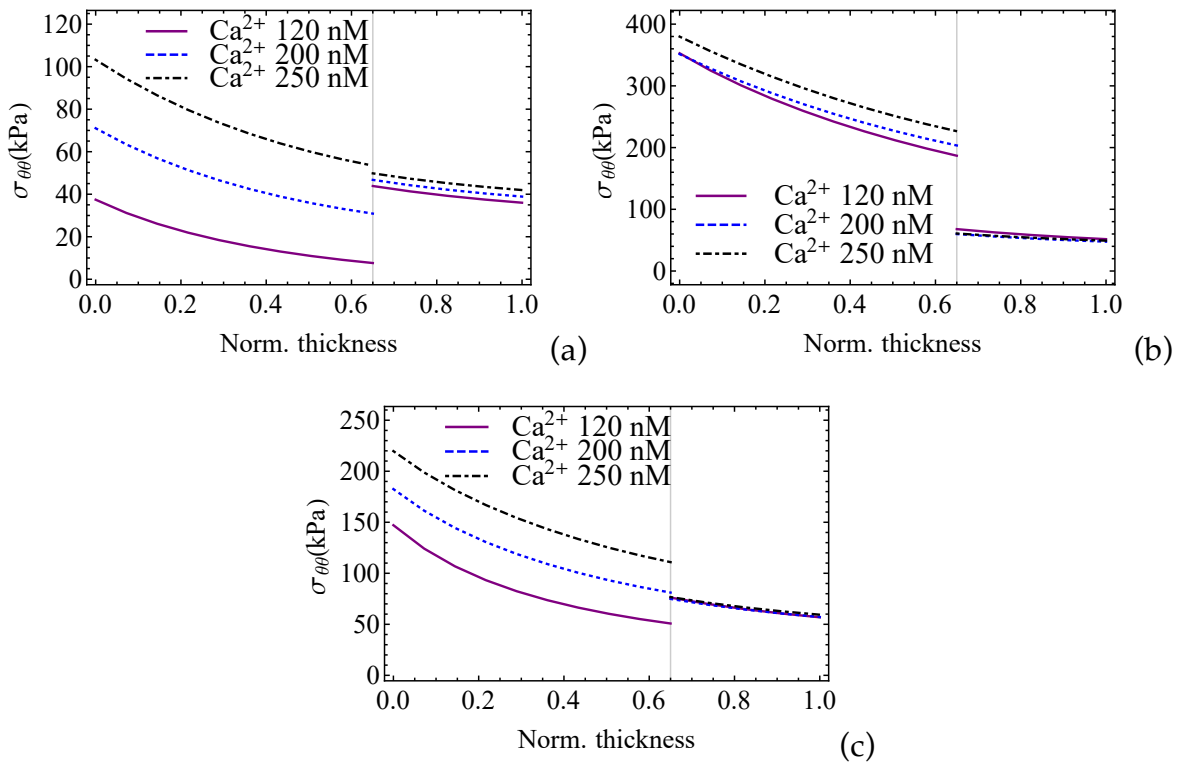 120
100
80
60
40
20
0
σθθ(kPa)
Ca2+ 120 nM
Ca2+ 200 nM
Ca2+ 250 nM
0.0 0.2 0.4 0.6 0.8 1.0
Norm. thickness
(a)
400
300
200
100
0
σθθ(kPa)
Ca2+ 120 nM
Ca2+ 200 nM
Ca2+ 250 nM
0.0 0.2 0.4 0.6 0.8 1.0
Norm. thickness
(b)
250
200
150
100
50
0
σθθ(kPa)
Ca2+ 120 nM
Ca2+ 200 nM
Ca2+ 250 nM
0.0 0.2 0.4 0.6 0.8 1.0
Norm. thickness
(c)